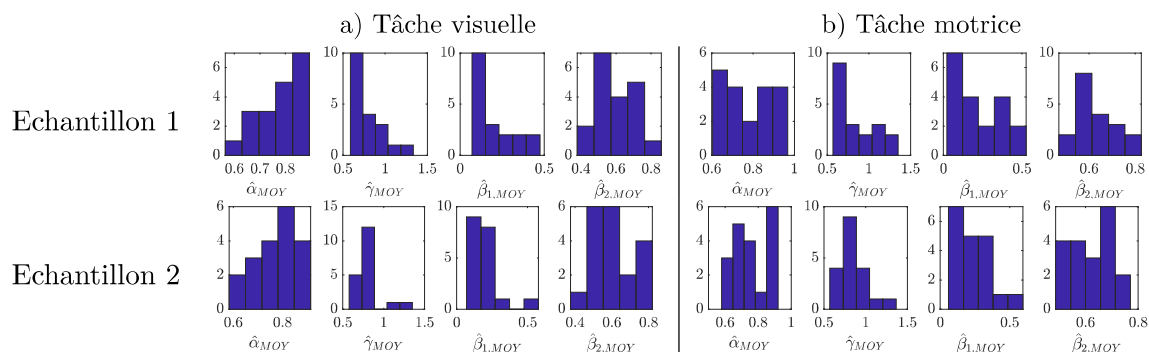 a) Tâche visuelle
b) Tâche motrice
Echantillon 1
6 4 2 0 10 5 0 10 5 0 6 4 2 0 6 4 2 0 10 5 0 6 4 2 0 10 5 0
0.6 0.7 0.8 0.5 1 1.5 0 0.5 0.4 0.6 0.8 0.6 0.8 1 0.5 1 1.5 0 0.5 0.6 0.8
α̂MOY γ̂MOY β̂1,MOY β̂2,MOY α̂MOY γ̂MOY β̂1,MOY β̂2,MOY
Echantillon 2
6 4 2 0 15 10 5 0 10 5 0 6 4 2 0 6 4 2 0 10 5 0 6 4 2 0 6 4 2 0
0.6 0.8 0.5 1 1.5 0 0.5 0.4 0.6 0.8 0.6 0.8 1 0.5 1 1.5 0 0.5 0.6 0.8
α̂MOY γ̂MOY β̂1,MOY β̂2,MOY α̂MOY γ̂MOY β̂1,MOY β̂2,MOY